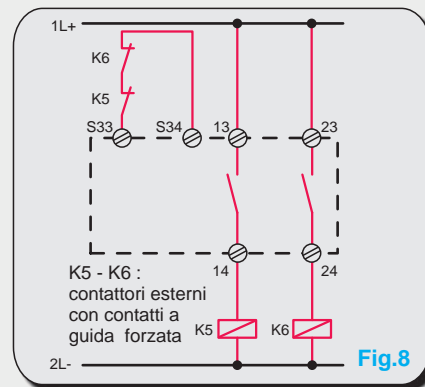 1L+
K6
K5
S33 S34 13 23
14 24
K5 - K6 :
contattori esterni
con contatti a
guida forzata
K5 K6
2L-
Fig.8